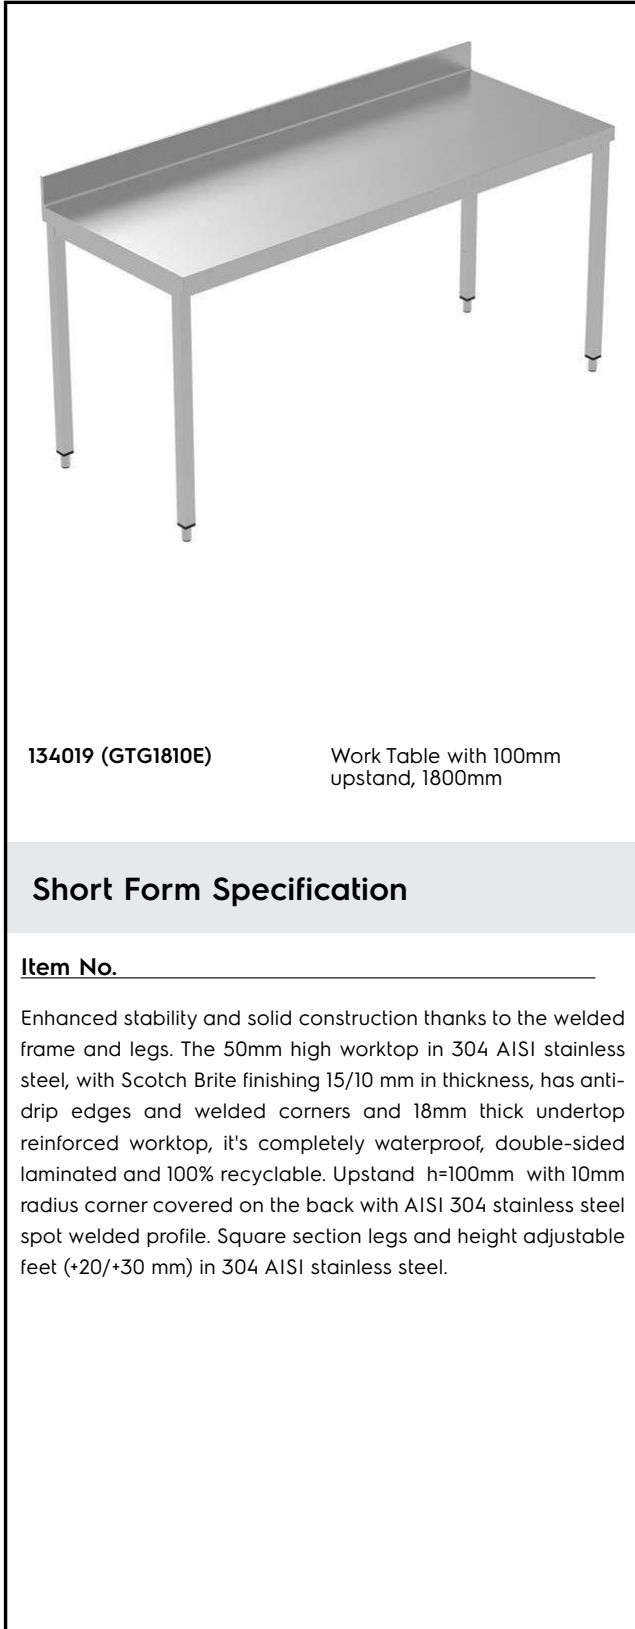 134019 (GTG1810E)
Work Table with 100mm
upstand, 1800mm
Short Form Specification
Item No.
Enhanced stability and solid construction thanks to the welded
frame and legs. The 50mm high worktop in 304 AISI stainless
steel, with Scotch Brite finishing 15/10 mm in thickness, has anti-
drip edges and welded corners and 18mm thick undertop
reinforced worktop, it's completely waterproof, double-sided
laminated and 100% recyclable. Upstand h=100mm with 10mm
radius corner covered on the back with AISI 304 stainless steel
spot welded profile. Square section legs and height adjustable
feet (+20/+30 mm) in 304 AISI stainless steel.